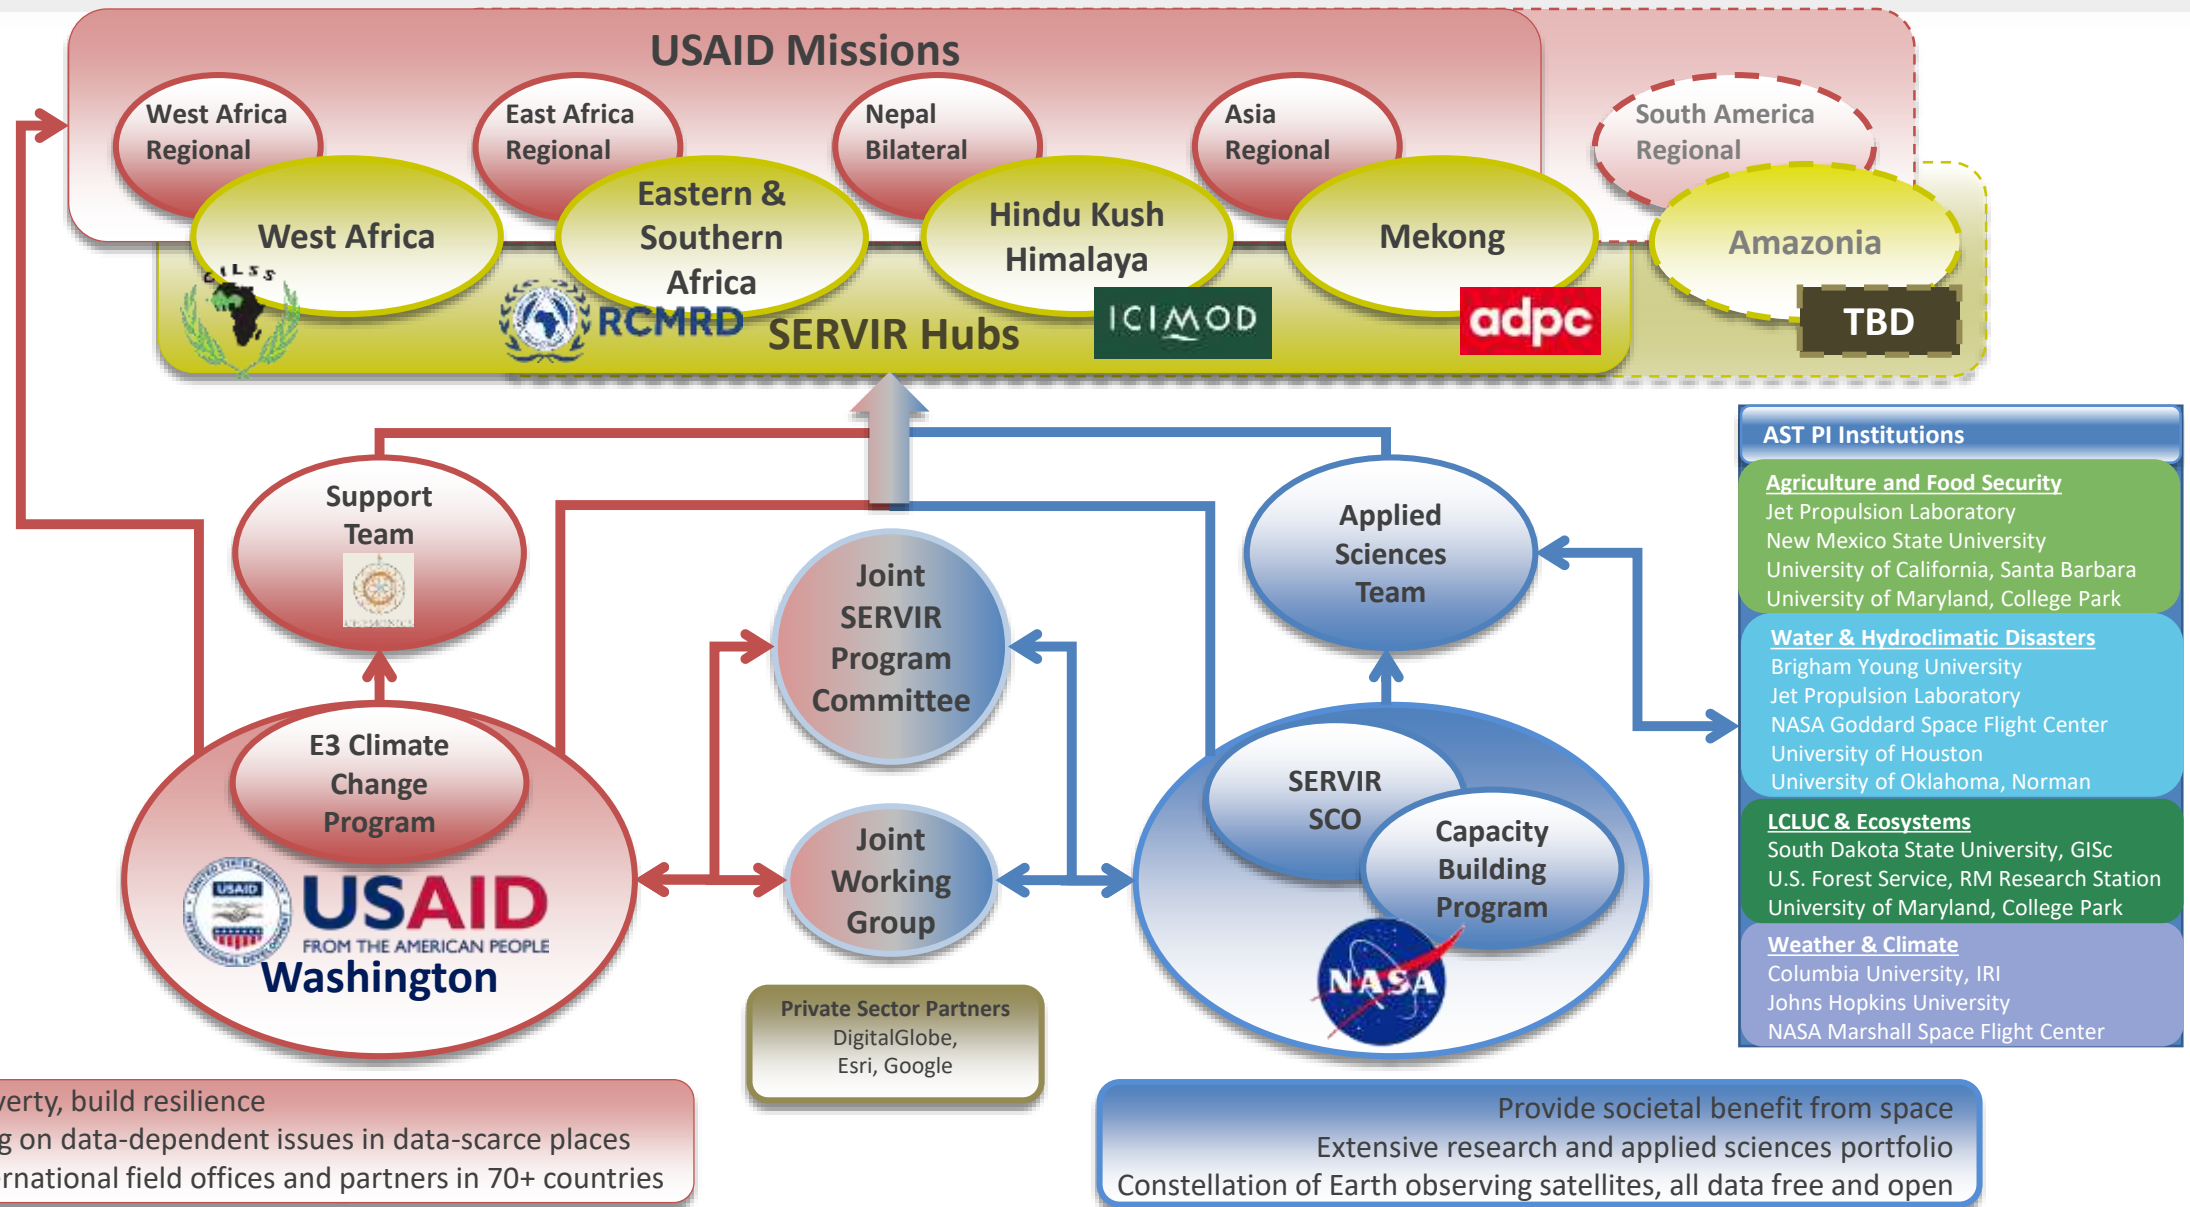 USAID Missions
West Africa
Regional
East Africa
Regional
Nepal
Bilateral
Asia
Regional
South America
Regional
West Africa
Eastern &
Southern
Africa
Hindu Kush
Himalaya
Mekong
Amazonia
CILSS
RCMRD
SERVIR Hubs
ICIMOD
adpc
TBD
Support
Team
CHEMONICS
E3 Climate
Change
Program
UNITED STATES AGENCY
USAID
INTERNATIONAL DEVELOPMENT
USAID
FROM THE AMERICAN PEOPLE
Washington
Joint
SERVIR
Program
Committee
Joint
Working
Group
Private Sector Partners
DigitalGlobe,
Esri, Google
Applied
Sciences
Team
SERVIR
SCO
Capacity
Building
Program
NASA
AST PI Institutions
Agriculture and Food Security
Jet Propulsion Laboratory
New Mexico State University
University of California, Santa Barbara
University of Maryland, College Park
Water & Hydroclimatic Disasters
Brigham Young University
Jet Propulsion Laboratory
NASA Goddard Space Flight Center
University of Houston
University of Oklahoma, Norman
LCLUC & Ecosystems
South Dakota State University, GISc
U.S. Forest Service, RM Research Station
University of Maryland, College Park
Weather & Climate
Columbia University, IRI
Johns Hopkins University
NASA Marshall Space Flight Center
verty, build resilience
g on data-dependent issues in data-scarce places
ernational field offices and partners in 70+ countries
Provide societal benefit from space
Extensive research and applied sciences portfolio
Constellation of Earth observing satellites, all data free and open